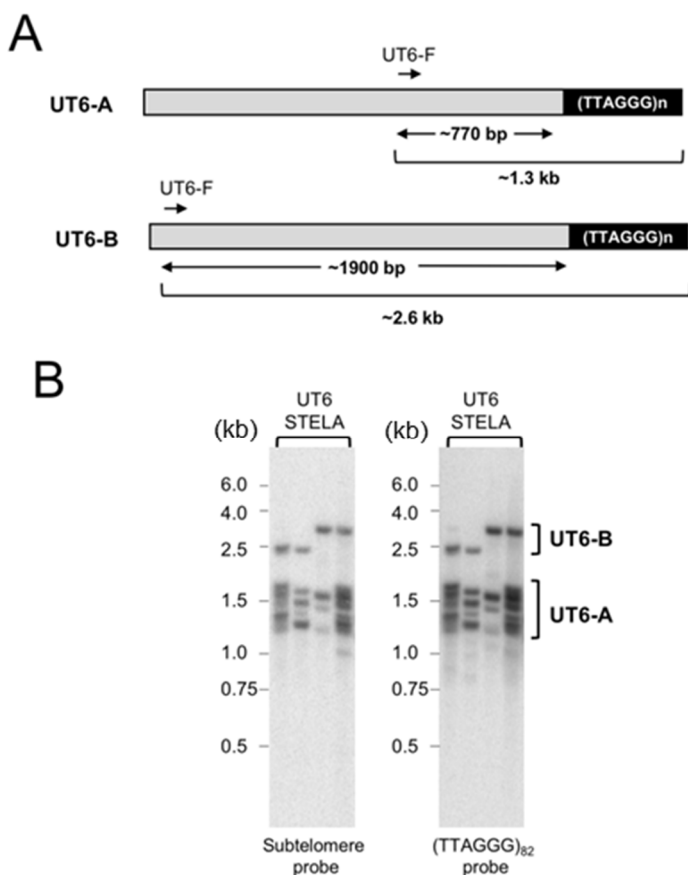 A
UT6-F
UT6-A
(TTAGGG)n
~770 bp
~1.3 kb
UT6-F
UT6-B
(TTAGGG)n
~1900 bp
~2.6 kb
B
UT6
STELA
(kb)
6.0
4.0
2.5
1.5
1.0
0.75
0.5
Subtelomere
probe
UT6
STELA
(kb)
6.0
4.0
2.5
1.5
1.0
0.75
0.5
UT6-B
UT6-A
(TTAGGG)82
probe